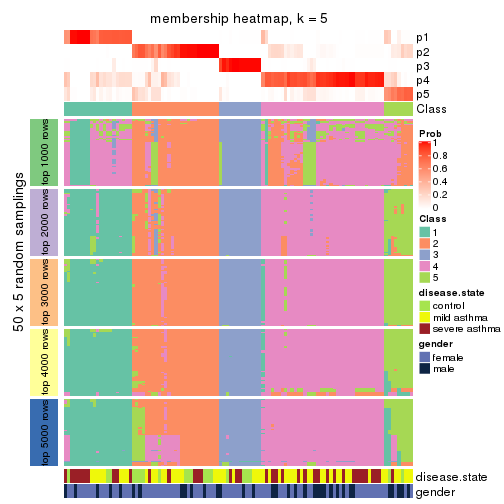 membership heatmap, k = 5
p1
p2
p3
p4
p5
Class
50 x 5 random samplings
top 1000 rows
top 2000 rows
top 3000 rows
top 4000 rows
top 5000 rows
disease.state
gender
Prob
1
0.8
0.6
0.4
0.2
0
Class
1
2
3
4
5
disease.state
control
mild asthma
severe asthma
gender
female
male